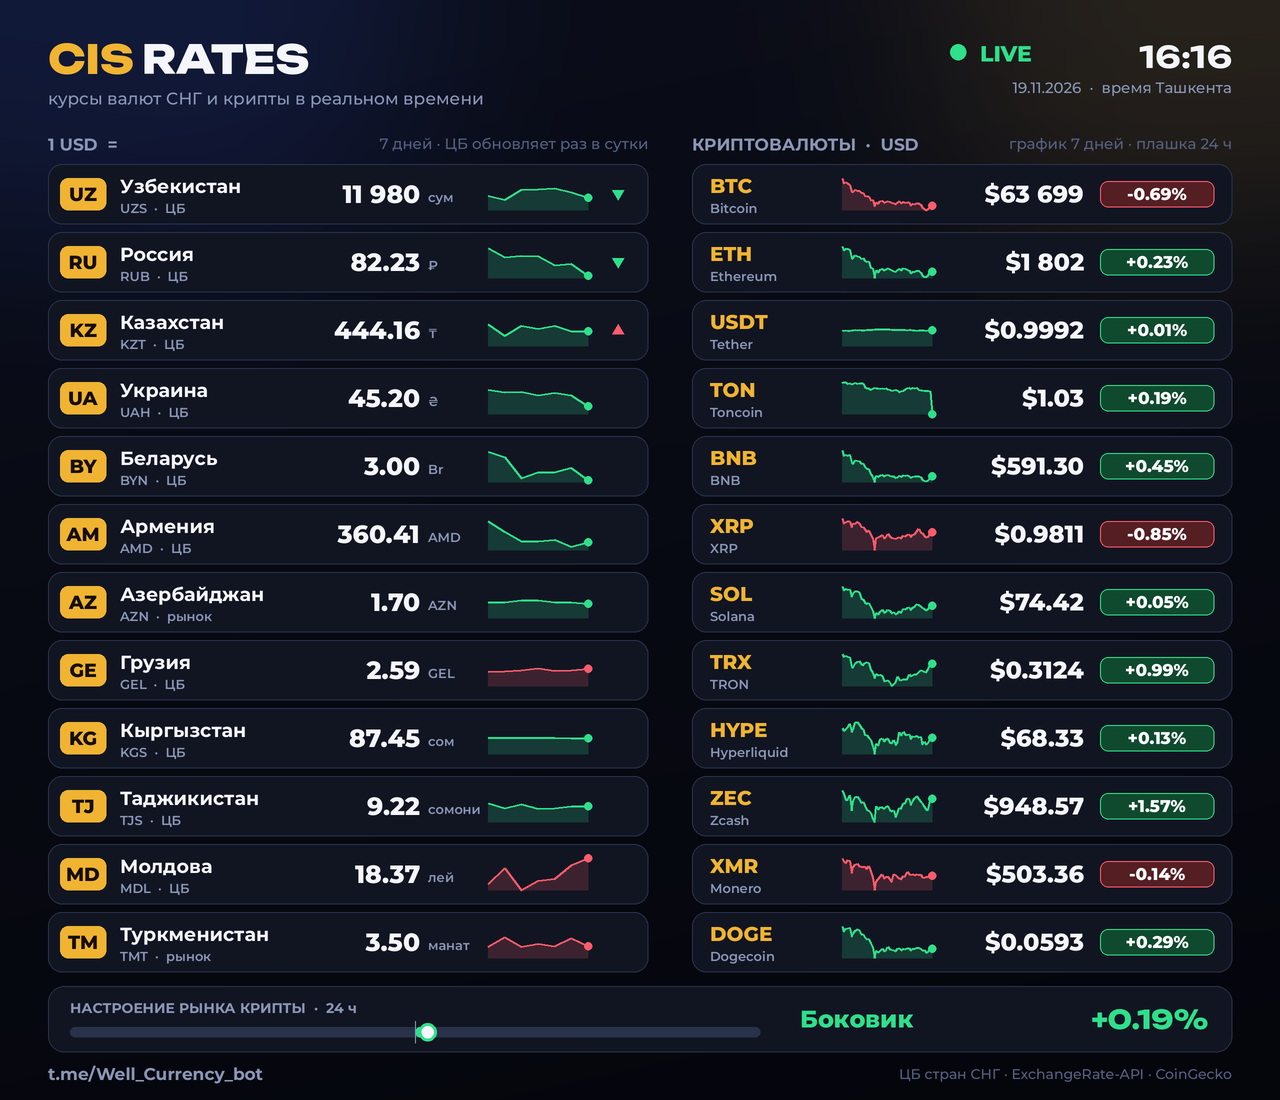 CIS RATES
курсы валют СНГ и крипты в реальном времени
LIVE 16:16
19.11.2026 · время Ташкента
1 USD =
7 дней · ЦБ обновляет раз в сутки
UZ Узбекистан 11 980 сум
UZS · ЦБ
RU Россия 82.23 ₽
RUB · ЦБ
KZ Казахстан 444.16 ₸
KZT · ЦБ
UA Украина 45.20 ₴
UAH · ЦБ
BY Беларусь 3.00 Br
BYN · ЦБ
AM Армения 360.41 AMD
AMD · ЦБ
AZ Азербайджан 1.70 AZN
AZN · рынок
GE Грузия 2.59 GEL
GEL · ЦБ
KG Кыргызстан 87.45 сом
KGS · ЦБ
TJ Таджикистан 9.22 сомони
TJS · ЦБ
MD Молдова 18.37 лей
MDL · ЦБ
TM Туркменистан 3.50 манат
TMT · рынок
КРИПТОВАЛЮТЫ · USD
график 7 дней · плашка 24 ч
BTC $63 699 -0.69%
Bitcoin
ETH $1 802 +0.23%
Ethereum
USDT $0.9992 +0.01%
Tether
TON $1.03 +0.19%
Toncoin
BNB $591.30 +0.45%
BNB
XRP $0.9811 -0.85%
XRP
SOL $74.42 +0.05%
Solana
TRX $0.3124 +0.99%
TRON
HYPE $68.33 +0.13%
Hyperliquid
ZEC $948.57 +1.57%
Zcash
XMR $503.36 -0.14%
Monero
DOGE $0.0593 +0.29%
Dogecoin
НАСТРОЕНИЕ РЫНКА КРИПТЫ · 24 ч
Боковик +0.19%
t.me/Well_Currency_bot
ЦБ стран СНГ · ExchangeRate-API · CoinGecko